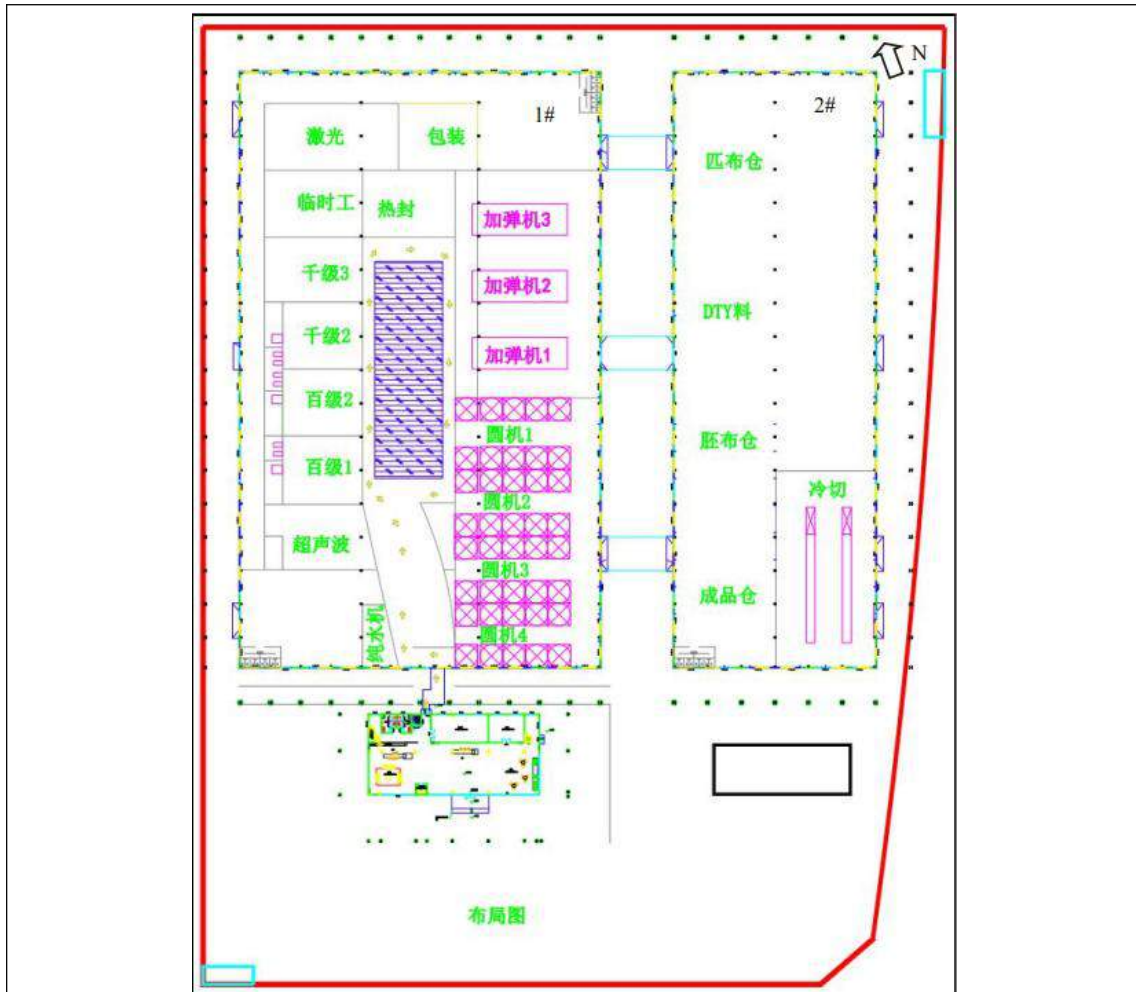 N
1#
2#
激光
包装
匹布仓
临时工
热封
加弹机3
千级3
加弹机2
DTY料
千级2
加弹机1
百级2
圆机1
胚布仓
百级1
冷切
圆机2
超声波
圆机3
成品仓
纯水机
圆机4
布局图